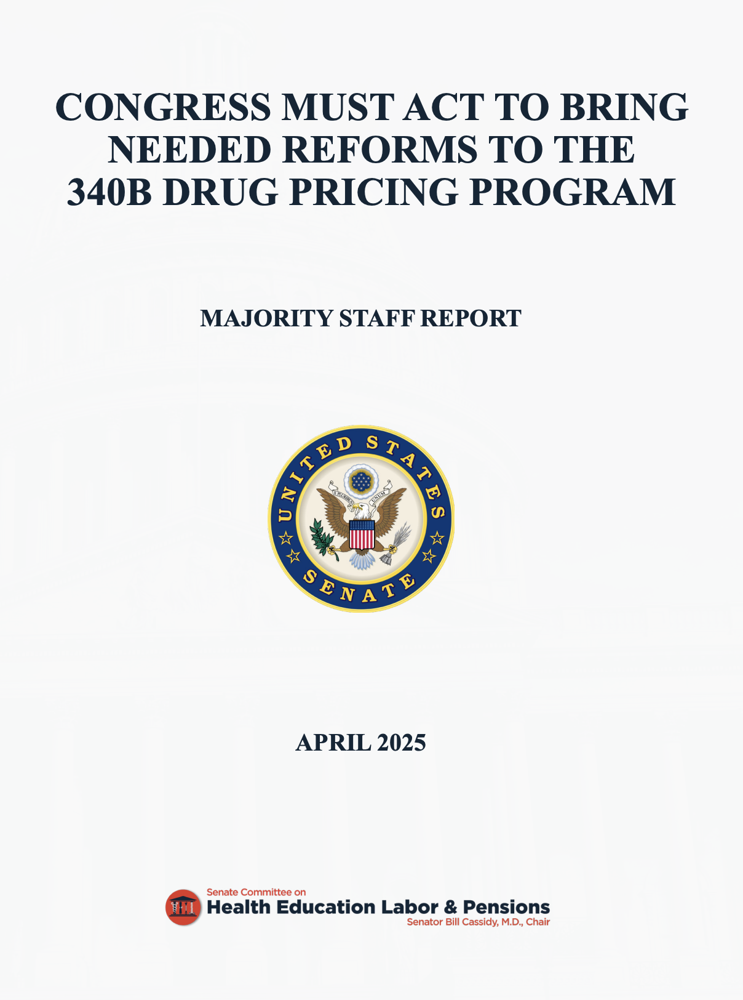 CONGRESS MUST ACT TO BRING
NEEDED REFORMS TO THE
340B DRUG PRICING PROGRAM
MAJORITY STAFF REPORT
UNITED STATES
E PLURIBUS UNUM
SENATE
APRIL 2025
Senate Committee on
Health Education Labor & Pensions
Senator Bill Cassidy, M.D., Chair